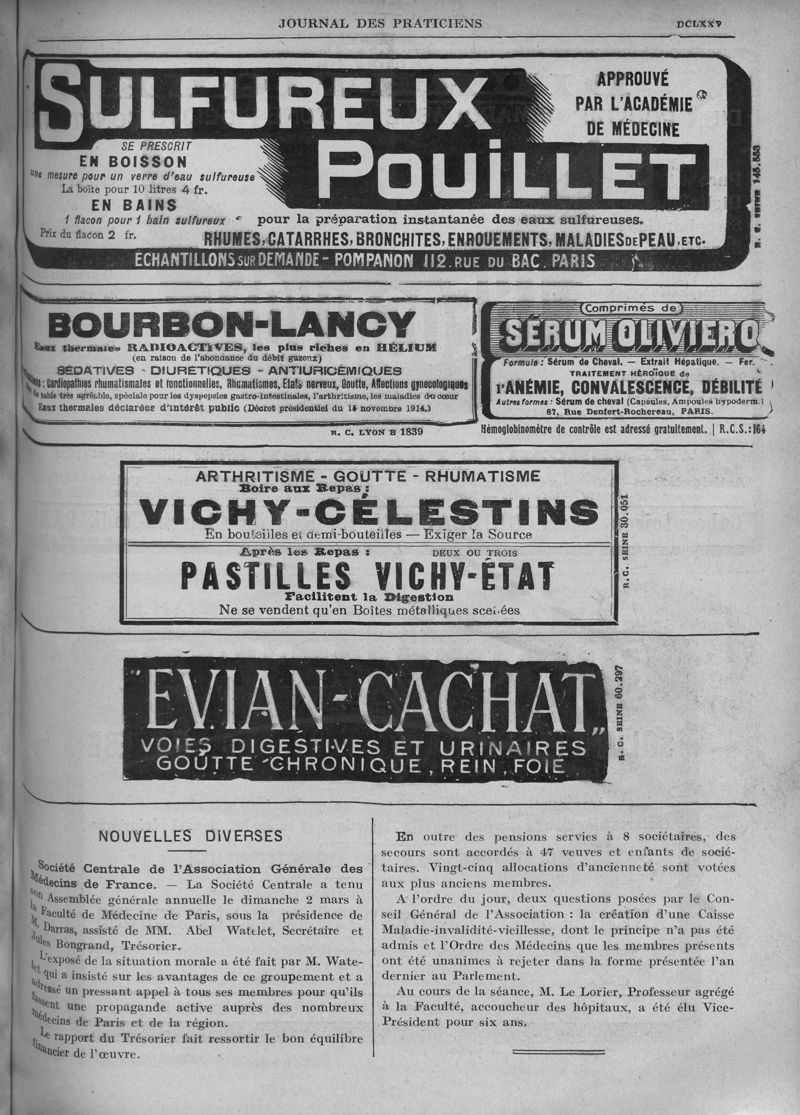 JOURNAL DES PRATICIENS
SULFUREUX
POUILLET
APPROUVÉ
PAR L'ACADÉMIE
DE MÉDECINE
SE PRESCRIT
EN BOISSON
une mesure pour un verre d'eau sulfureuse
La boîte pour 10 litres 4 fr.
EN BAINS
1 flacon pour 1 bain sulfureux
Prix du flacon 2 fr.
pour la préparation instantanée des eaux sulfureuses.
RHUMES, CATARRHES, BRONCHITES, ENROUEMENTS, MALADIES DE PEAU, ETC.
ÉCHANTILLONS SUR DEMANDE - POMPANON 112. RUE DU BAC. PARIS
R. C. SEINE 145.553
BOURBON-LANCY
Eaux thermales RADIOACTIVES, les plus riches en HÉLIUM
(en raison de l'abondance du débit gazeux)
SÉDATIVES - DIURÉTIQUES - ANTIURICÉMIQUES
: Cardiopathies rhumatismales et fonctionnelles, Rhumatismes, États nerveux, Goutte, Affections gynecologiques
de table très agréable, spéciale pour les dyspepsies gastro-intestinales, l'arthritisme, les maladies du cœur
Eaux thermales déclarées d'intérêt public (Décret présidentiel du 15 novembre 1914.)
R. C. LYON B 1839
Comprimés de
SÉRUM OLIVIERO
Formule : Sérum de Cheval. — Extrait Hépatique. — Fer.
TRAITEMENT HÉROÏQUE de
l'ANÉMIE, CONVALESCENCE, DÉBILITÉ
Autres formes : Sérum de cheval (Capsules, Ampoules hypoderm.)
67, Rue Denfert-Rochereau, PARIS.
Hémoglobinomètre de contrôle est adressé gratuitement. | R.C.S.: 164
ARTHRITISME - GOUTTE - RHUMATISME
Boire aux Repas :
VICHY-CÉLESTINS
En bouteilles et demi-bouteilles — Exiger la Source
Après les Repas : DEUX OU TROIS
PASTILLES VICHY-ÉTAT
Facilitent la Digestion
Ne se vendent qu'en Boîtes métalliques scellées
R. C. SEINE 30.051
"EVIAN-CACHAT"
VOIES DIGESTIVES ET URINAIRES
GOUTTE CHRONIQUE, REIN, FOIE
R. C. SEINE 60.297
NOUVELLES DIVERSES
Société Centrale de l'Association Générale des
Médecins de France. — La Société Centrale a tenu
son Assemblée générale annuelle le dimanche 2 mars à
la Faculté de Médecine de Paris, sous la présidence de
M. Darras, assisté de MM. Abel Watelet, Secrétaire et
Jules Bongrand, Trésorier.
L'exposé de la situation morale a été fait par M. Wate-
let qui a insisté sur les avantages de ce groupement et a
adressé un pressant appel à tous ses membres pour qu'ils
fassent une propagande active auprès des nombreux
médecins de Paris et de la région.
Le rapport du Trésorier fait ressortir le bon équilibre
financier de l'œuvre.
En outre des pensions servies à 8 sociétaires, des
secours sont accordés à 47 veuves et enfants de socié-
taires. Vingt-cinq allocations d'ancienneté sont votées
aux plus anciens membres.
A l'ordre du jour, deux questions posées par le Con-
seil Général de l'Association : la création d'une Caisse
Maladie-invalidité-vieillesse, dont le principe n'a pas été
admis et l'Ordre des Médecins que les membres présents
ont été unanimes à rejeter dans la forme présentée l'an
dernier au Parlement.
Au cours de la séance, M. Le Lorier, Professeur agrégé
à la Faculté, accoucheur des hôpitaux, a été élu Vice-
Président pour six ans.